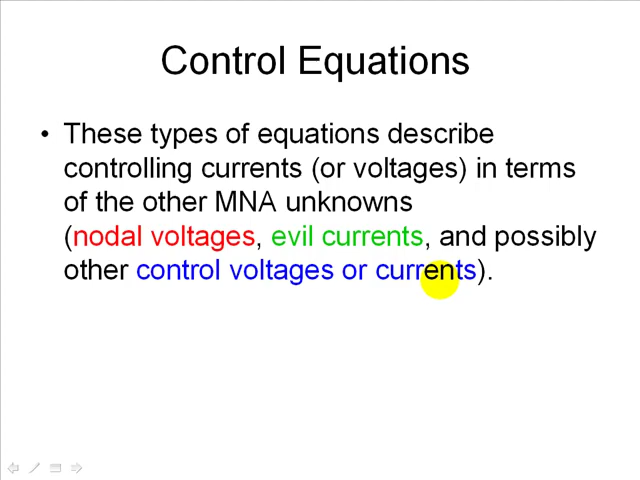 Control Equations
• These types of equations describe
controlling currents (or voltages) in terms
of the other MNA unknowns
(nodal voltages, evil currents, and possibly
other control voltages or currents).